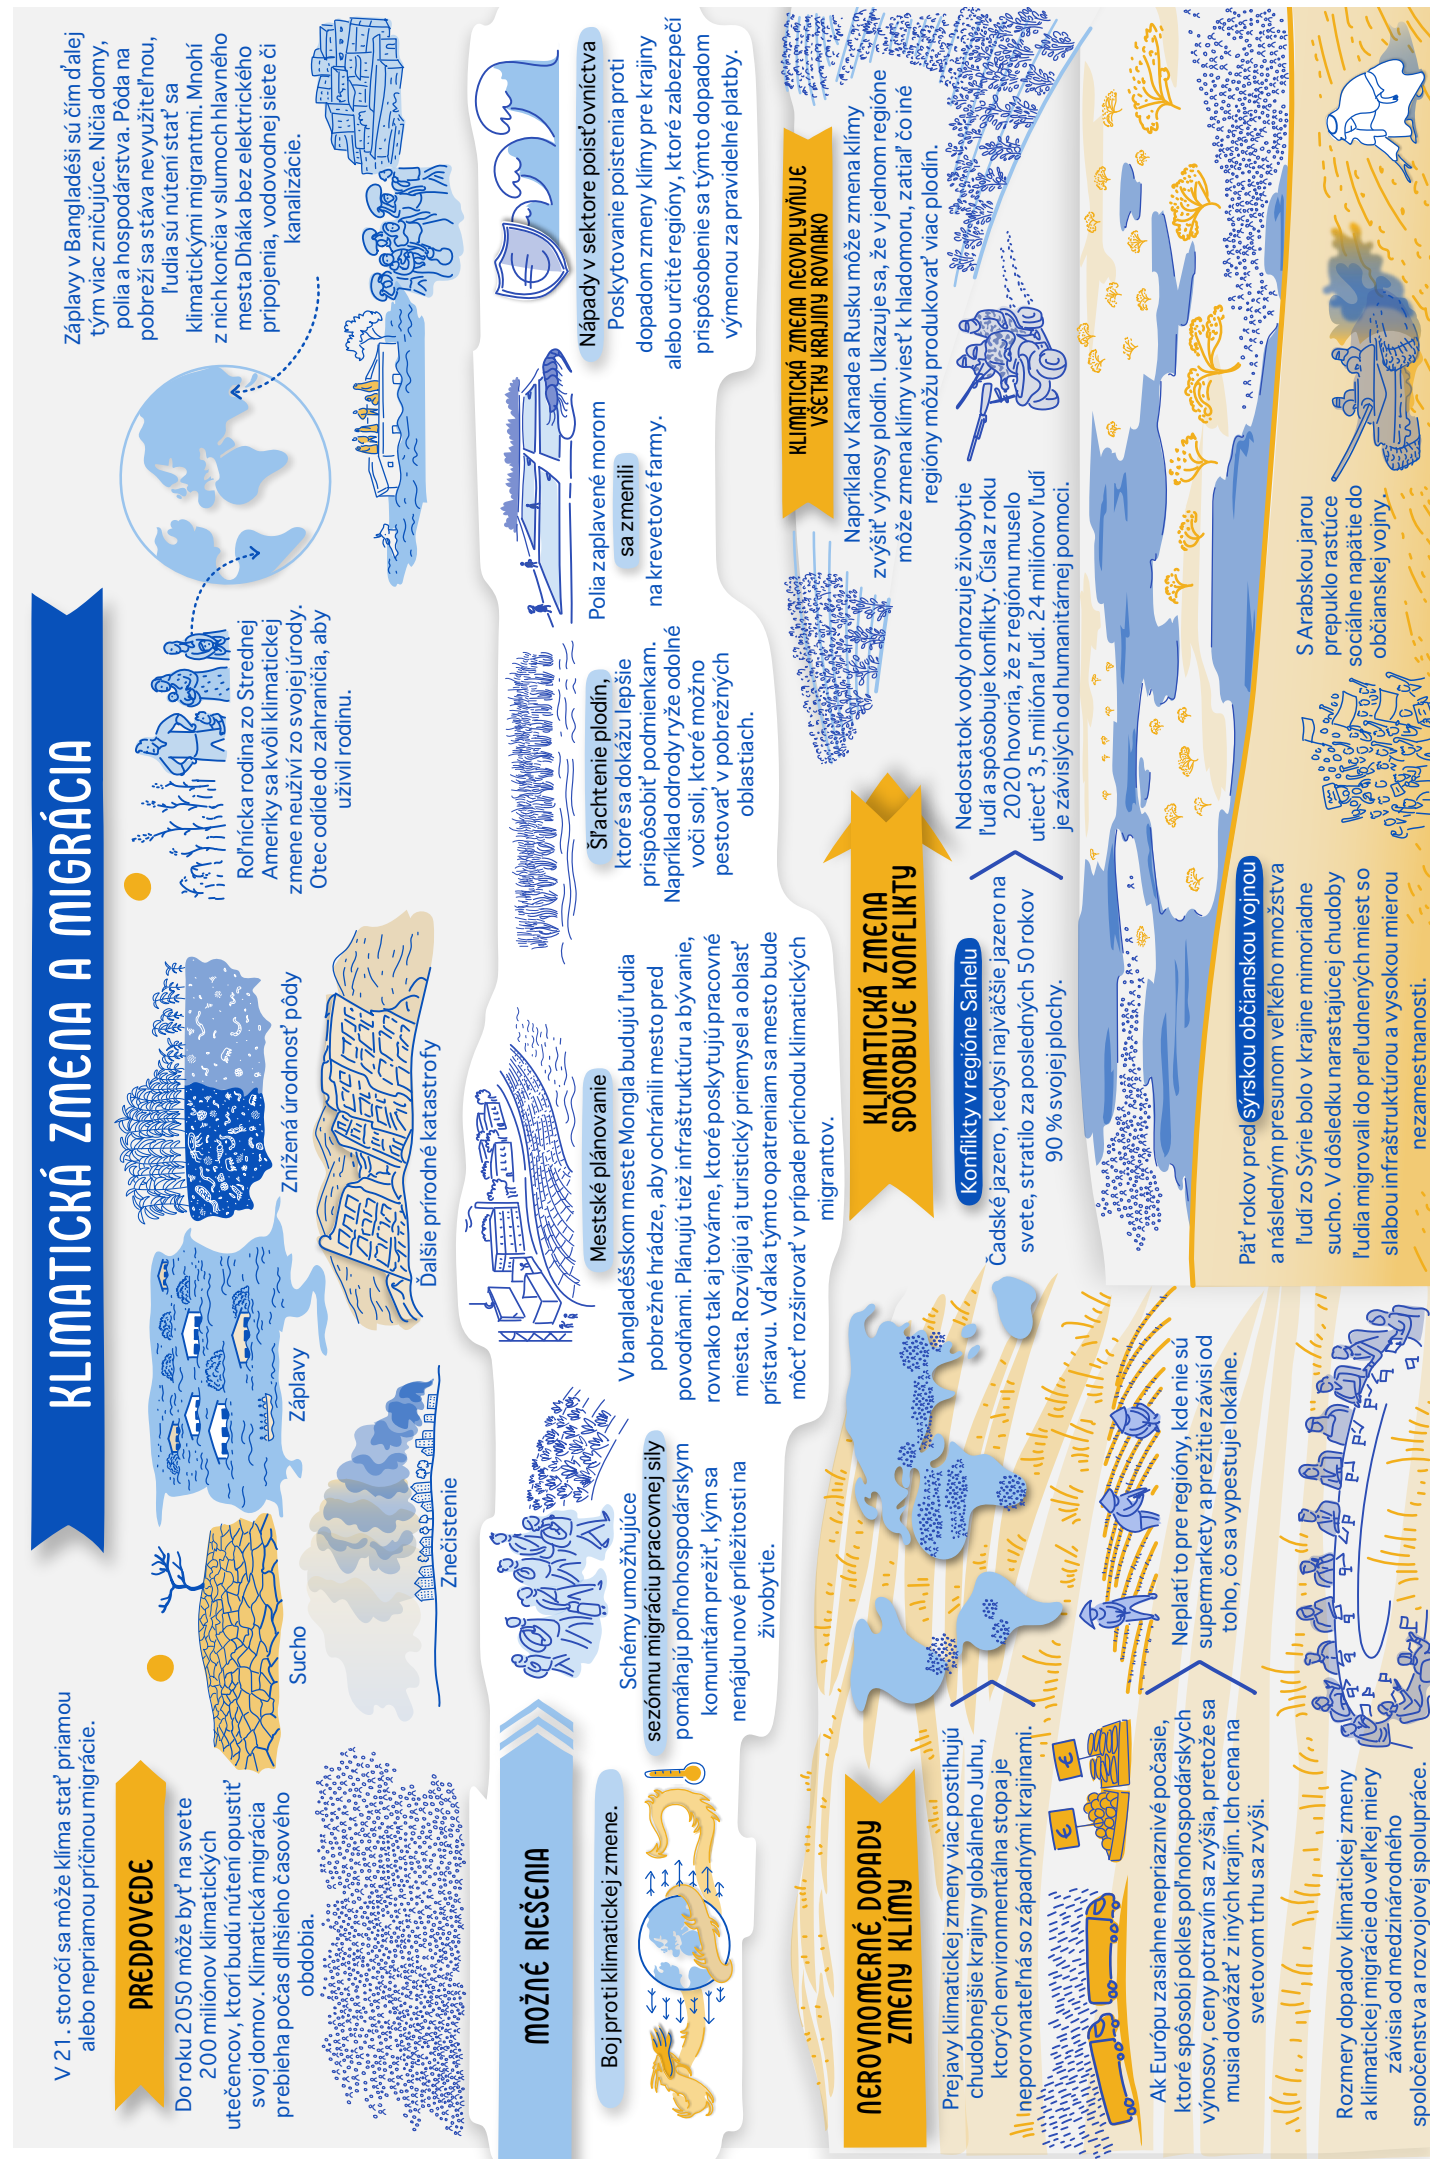 KLIMATICKÁ ZMENA A MIGRÁCIA
V 21. storočí sa môže klíma stať priamou
alebo nepriamou príčinou migrácie.
PREDPOVEDE
Do roku 2050 môže byť na svete
200 miliónov klimatických
utečencov, ktorí budú nútení opustiť
svoj domov. Klimatická migrácia
prebieha počas dlhšieho časového
obdobia.
Sucho
Záplavy
Znížená úrodnosť pôdy
Znečistenie
Ďalšie prírodné katastrofy
Roľnícka rodina zo Strednej
Ameriky sa kvôli klimatickej
zmene neuživí zo svojej úrody.
Otec odíde do zahraničia, aby
uživil rodinu.
Záplavy v Bangladéši sú čím ďalej
tým viac zničujúce. Ničia domy,
polia a hospodárstva. Pôda na
pobreží sa stáva nevyužiteľnou,
ľudia sú nútení stať sa
klimatickými migrantmi. Mnohí
z nich končia v slumoch hlavného
mesta Dháka bez elektrického
pripojenia, vodovodnej siete či
kanalizácie.
MOŽNÉ RIEŠENIA
Boj proti klimatickej zmene.
Schémy umožňujúce
sezónnu migráciu pracovnej sily
pomáhajú poľnohospodárskym
komunitám prežiť, kým sa
nenájdu nové príležitosti na
živobytie.
Mestské plánovanie
V bangladéšskom meste Mongla budujú ľudia
pobrežné hrádze, aby ochránili mesto pred
povodňami. Plánujú tiež infraštruktúru a bývanie,
rovnako tak aj továrne, ktoré poskytujú pracovné
miesta. Rozvíjajú aj turistický priemysel a oblasť
prístavu. Vďaka týmto opatreniam sa mesto bude
môcť rozširovať v prípade príchodu klimatických
migrantov.
Šľachtenie plodín,
ktoré sa dokážu lepšie
prispôsobiť podmienkam.
Napríklad odrody ryže odolné
voči soli, ktoré možno
pestovať v pobrežných
oblastiach.
Polia zaplavené morom
sa zmenili
na krevetové farmy.
Nápady v sektore poisťovníctva
Poskytovanie poistenia proti
dopadom zmeny klímy pre krajiny
alebo určité regióny, ktoré zabezpečí
prispôsobenie sa týmto dopadom
výmenou za pravidelné platby.
NEROVNOMERNÉ DOPADY
ZMENY KLÍMY
Prejavy klimatickej zmeny viac postihujú
chudobnejšie krajiny globálneho Juhu,
ktorých environmentálna stopa je
neporovnateľná so západnými krajinami.
€
€
Ak Európu zasiahne nepriaznivé počasie,
ktoré spôsobí pokles poľnohospodárskych
výnosov, ceny potravín sa zvýšia, pretože sa
musia dovážať z iných krajín. Ich cena na
svetovom trhu sa zvýši.
Neplatí to pre regióny, kde nie sú
supermarkety a prežitie závisí od
toho, čo sa vypestuje lokálne.
Rozmery dopadov klimatickej zmeny
a klimatickej migrácie do veľkej miery
závisia od medzinárodného
spoločenstva a rozvojovej spolupráce.
KLIMATICKÁ ZMENA
SPÔSOBUJE KONFLIKTY
Konflikty v regióne Sahelu
Čadské jazero, kedysi najväčšie jazero na
svete, stratilo za posledných 50 rokov
90 % svojej plochy.
Nedostatok vody ohrozuje živobytie
ľudí a spôsobuje konflikty. Čísla z roku
2020 hovoria, že z regiónu muselo
utiecť 3,5 milióna ľudí. 24 miliónov ľudí
je závislých od humanitárnej pomoci.
KLIMATICKÁ ZMENA NEOVPLYVŇUJE
VŠETKY KRAJINY ROVNAKO
Napríklad v Kanade a Rusku môže zmena klímy
zvýšiť výnosy plodín. Ukazuje sa, že v jednom regióne
môže zmena klímy viesť k hladomoru, zatiaľ čo iné
regióny môžu produkovať viac plodín.
Päť rokov pred sýrskou občianskou vojnou
a následným presunom veľkého množstva
ľudí zo Sýrie bolo v krajine mimoriadne
sucho. V dôsledku narastajúcej chudoby
ľudia migrovali do preľudnených miest so
slabou infraštruktúrou a vysokou mierou
nezamestnanosti.
S Arabskou jarou
prepuklo rastúce
sociálne napätie do
občianskej vojny.